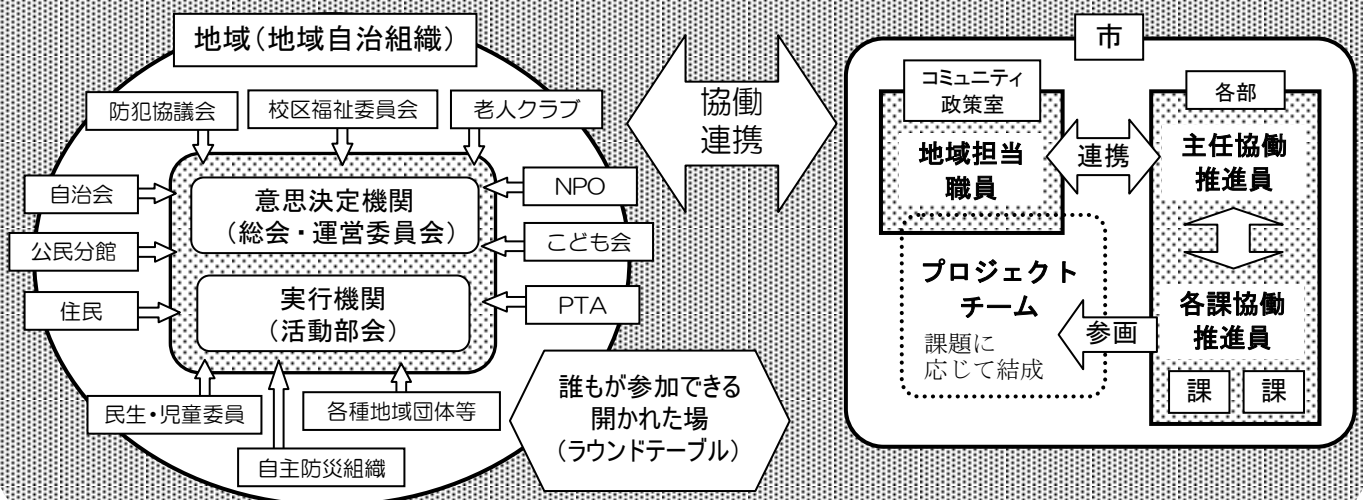 地域(地域自治組織)
防犯協議会
校区福祉委員会
老人クラブ
自治会
公民分館
住民
意思決定機関
(総会・運営委員会)
実行機関
(活動部会)
NPO
こども会
PTA
民生・児童委員
各種地域団体等
自主防災組織
誰もが参加できる
開かれた場
(ラウンドテーブル)
協働
連携
市
コミュニティ
政策室
地域担当
職員
連携
各部
主任協働
推進員
プロジェクト
チーム
課題に
応じて結成
参画
各課協働
推進員
課
課